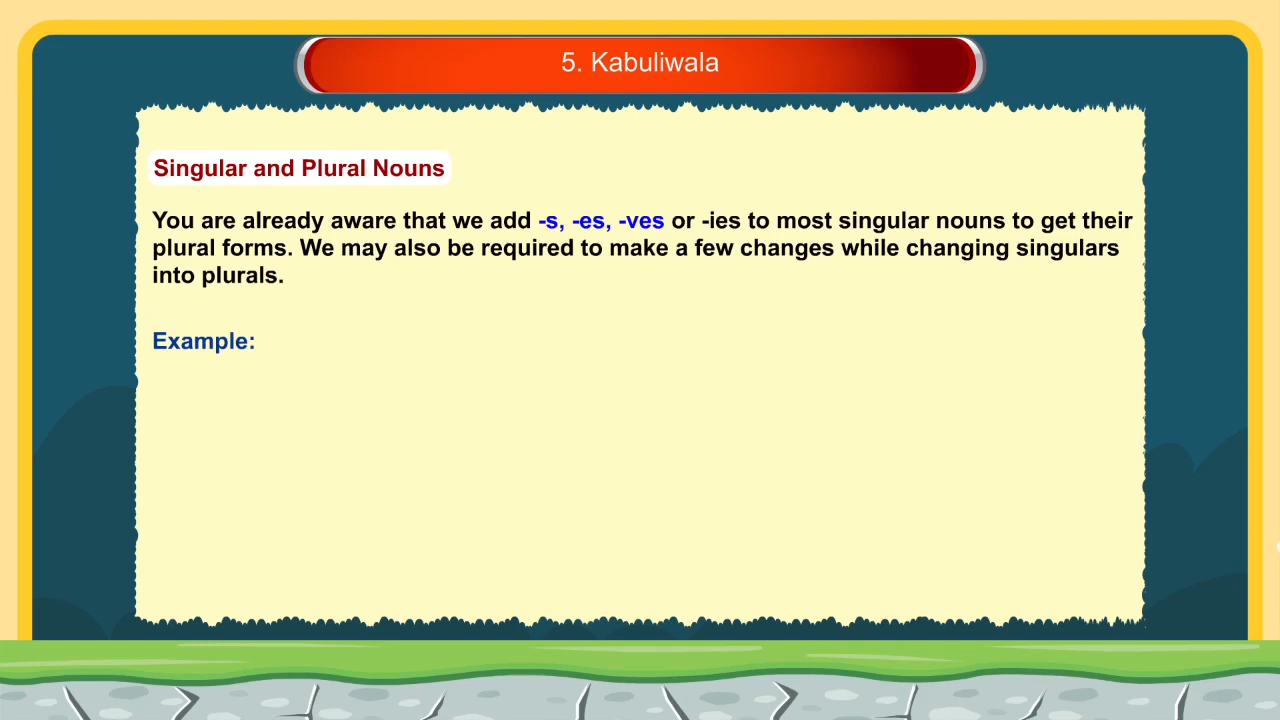 5. Kabuliwala
Singular and Plural Nouns
You are already aware that we add -s, -es, -ves or -ies to most singular nouns to get their
plural forms. We may also be required to make a few changes while changing singulars
into plurals.
Example: